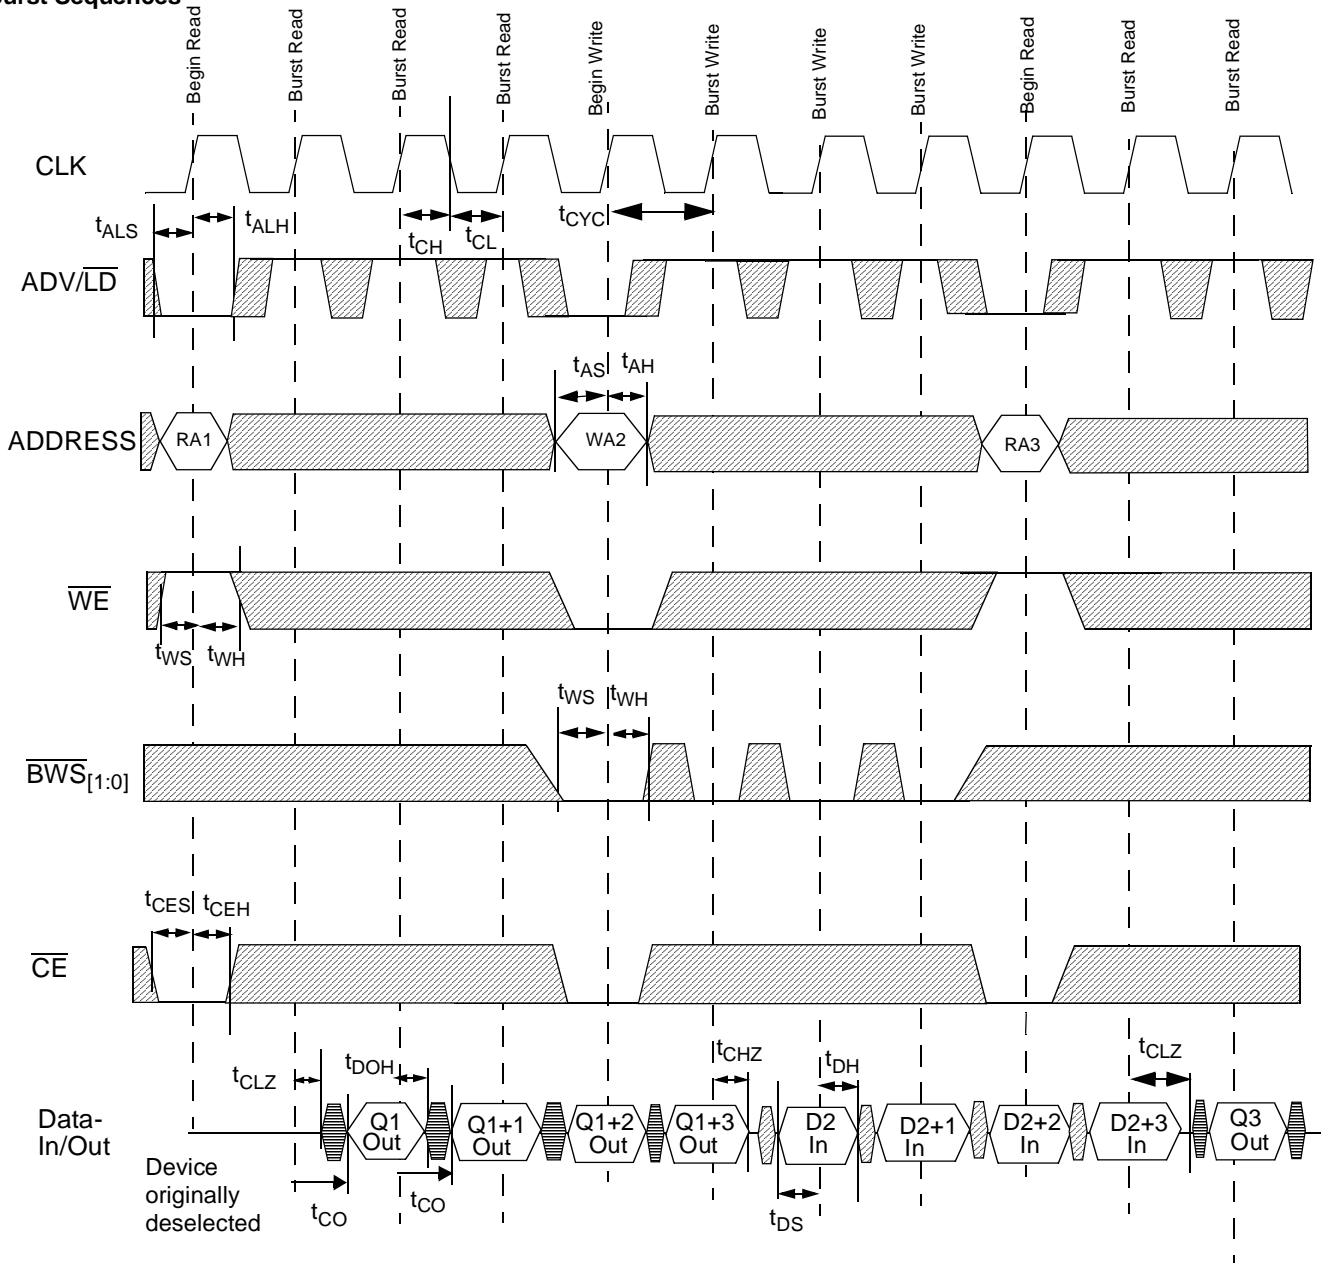 Burst Sequences
Begin Read
Burst Read
Burst Read
Burst Read
Begin Write
Burst Write
Burst Write
Burst Write
Begin Read
Burst Read
Burst Read
CLK
tALS
tALH
tCH
tCL
tCYC
ADV/LD
tAS
tAH
ADDRESS
RA1
WA2
RA3
WE
tWS
tWH
tWS
tWH
BWS[1:0]
tCES
tCEH
CE
tCLZ
tDOH
tCHZ
tDH
tCLZ
Data-
In/Out
Q1
Out
Q1+1
Out
Q1+2
Out
Q1+3
Out
D2
In
D2+1
In
D2+2
In
D2+3
In
Q3
Out
Device
originally
deselected
tCO
tCO
tDS